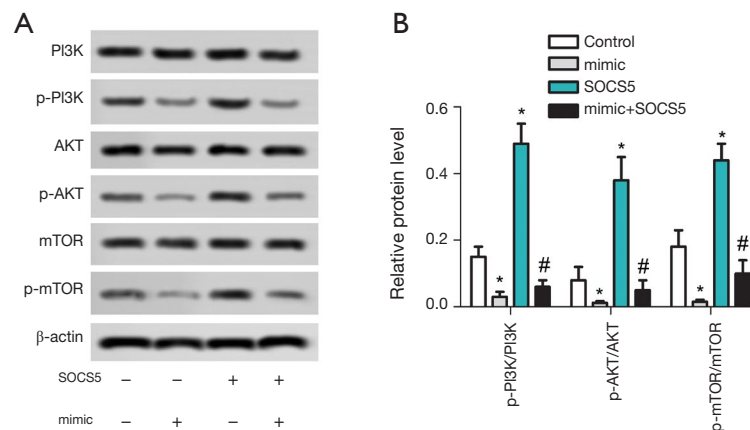 A
PI3K
p-PI3K
AKT
p-AKT
mTOR
p-mTOR
β-actin
SOCS5 – – + +
mimic – + – +
B
Control
mimic
SOCS5
mimic+SOCS5
Relative protein level
0.6
0.4
0.2
0.0
* * # * * # * * #
p-PI3K/PI3K
p-AKT/AKT
p-mTOR/mTOR